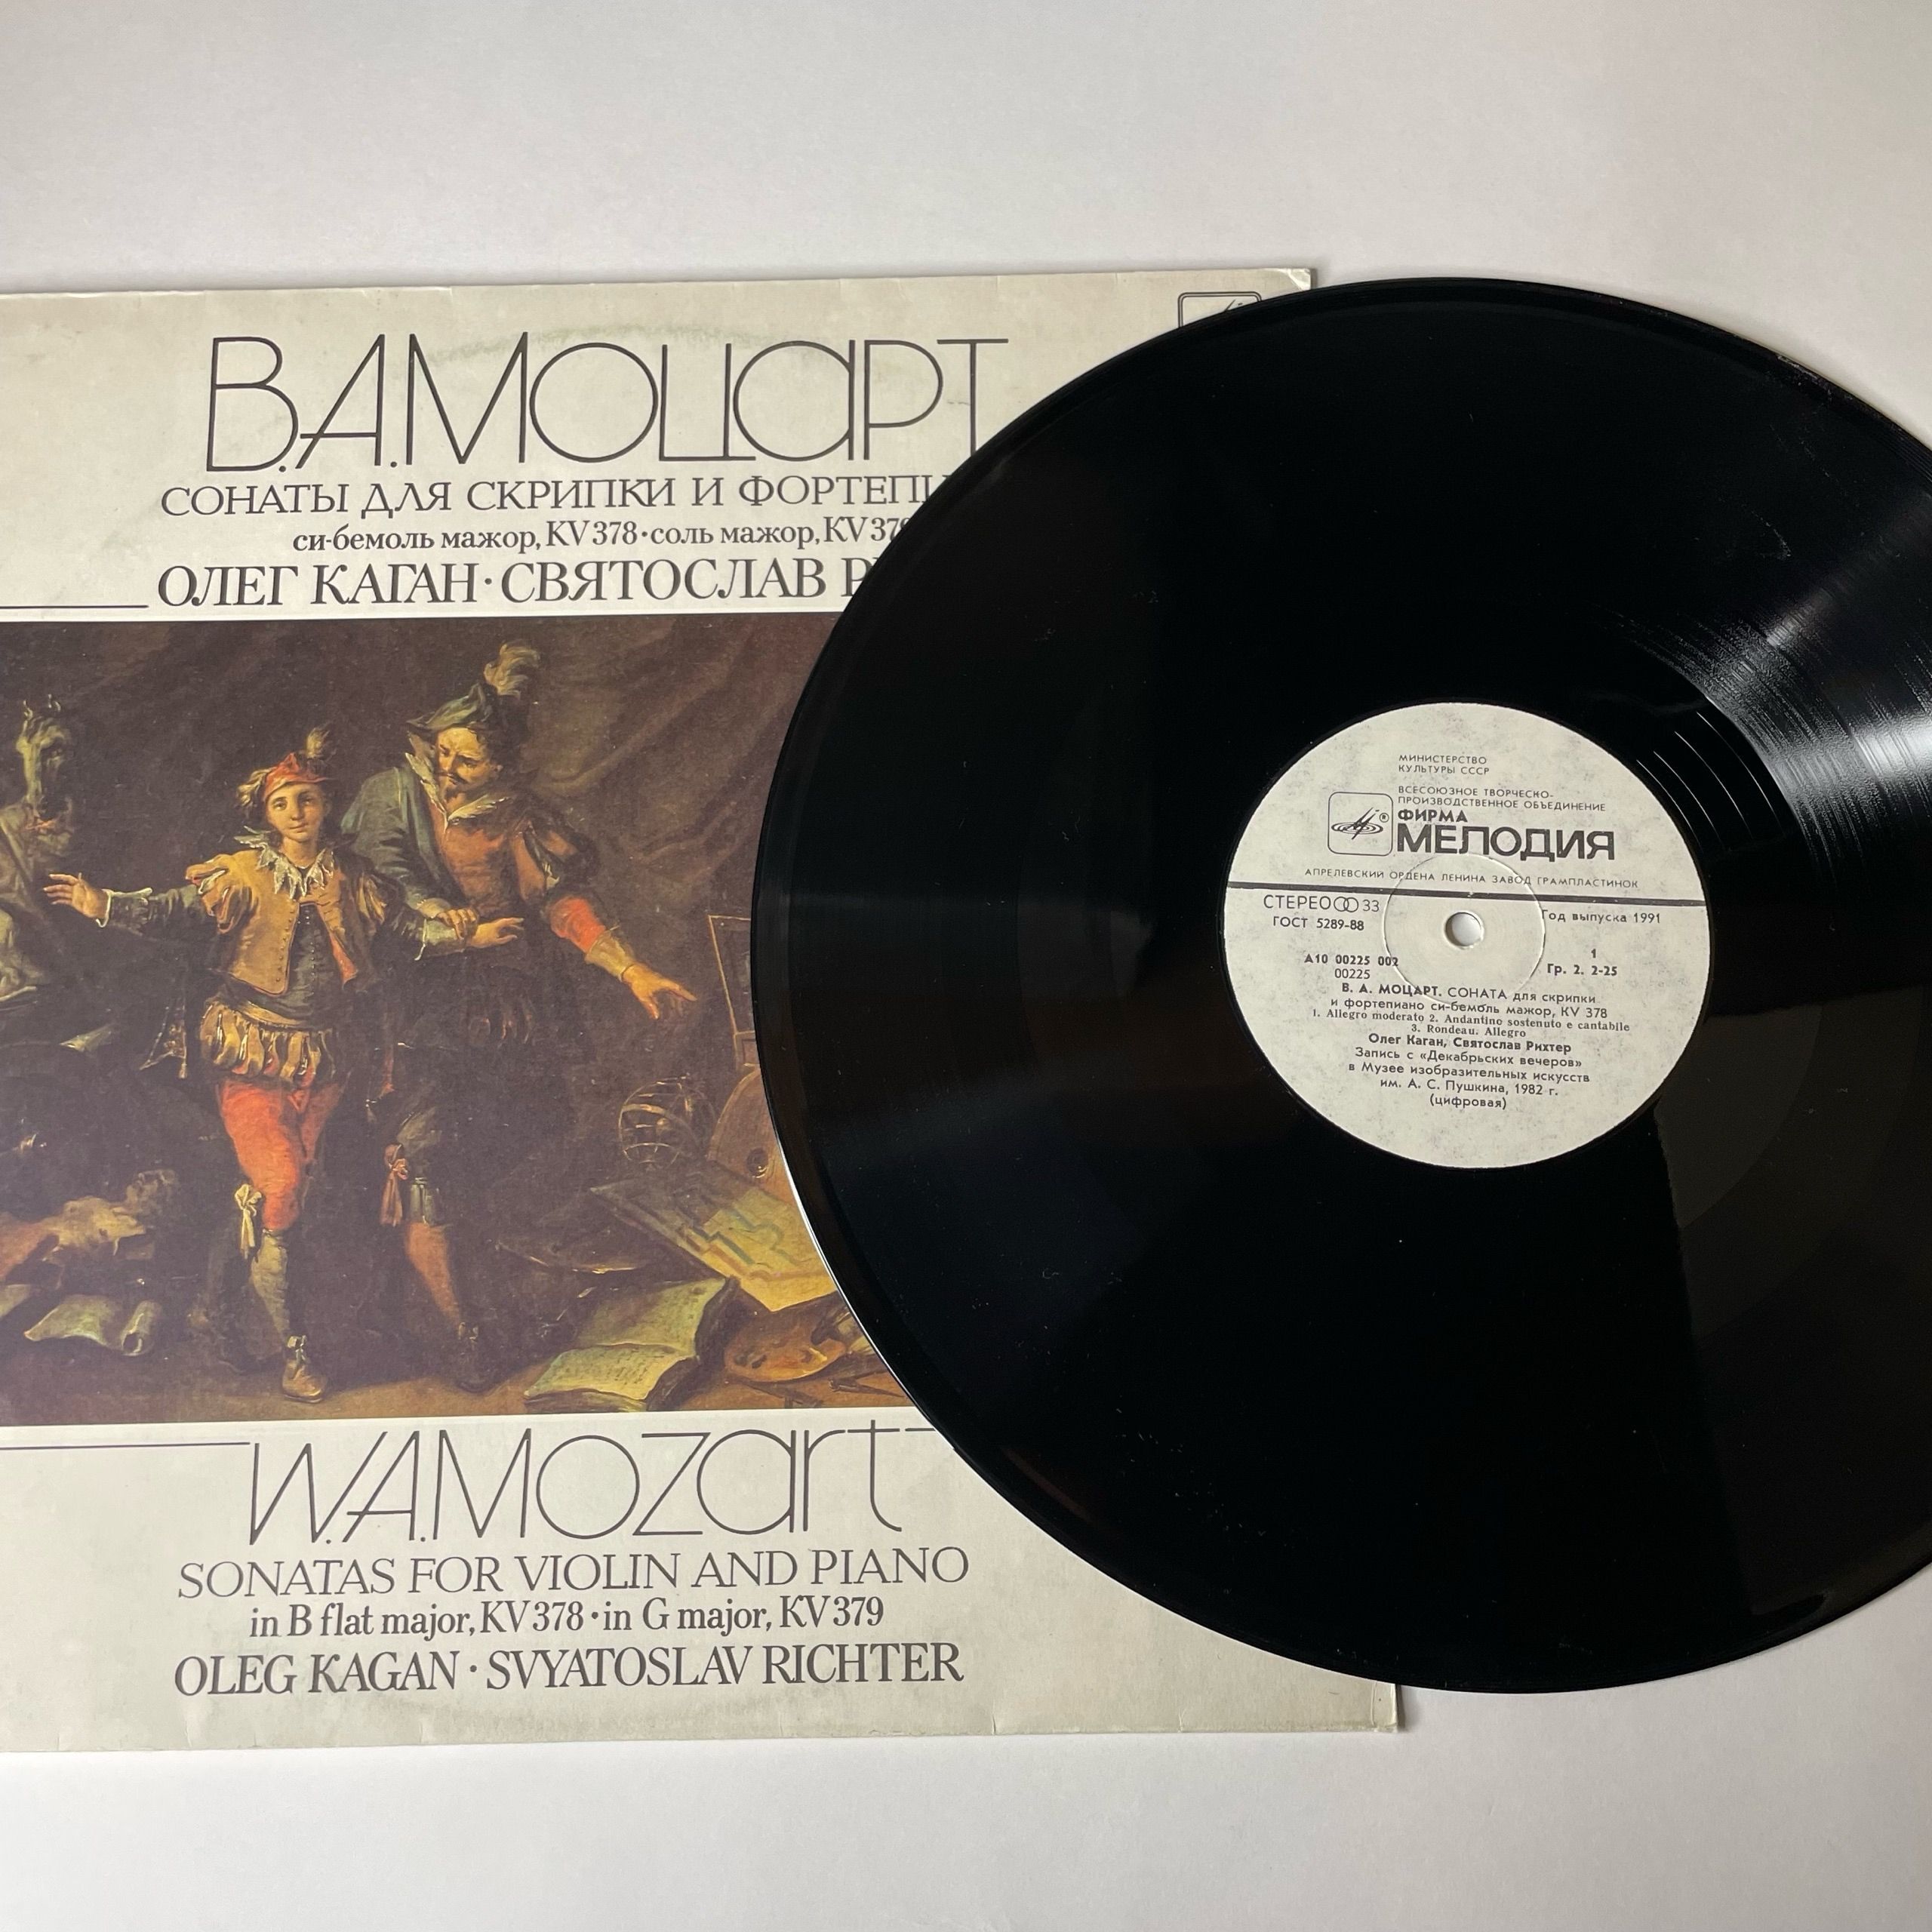 В.А.МОЦАРТ
СОНАТЫ ДЛЯ СКРИПКИ И
си-бемоль мажор, KV 378 · соль мажор,
ОЛЕГ КАГАН · СВЯТОСЛАВ
W.A.Mozart
SONATAS FOR VIOLIN AND PIANO
in B flat major, KV 378 · in G major, KV 379
OLEG KAGAN · SVYATOSLAV RICHTER
МИНИСТЕРСТВО
КУЛЬТУРЫ СССР
ВСЕСОЮЗНОЕ ТВОРЧЕСКО-
ПРОИЗВОДСТВЕННОЕ ОБЪЕДИНЕНИЕ
®
ФИРМА
МЕЛОДИЯ
АПРЕЛЕВСКИЙ ОРДЕНА ЛЕНИНА ЗАВОД ГРАМПЛАСТИНОК
СТЕРЕО 33
ГОСТ 5289-88
Год выпуска 1991
А10 00225 002
00225
1
Гр. 2. 2-25
В. А. МОЦАРТ. СОНАТА для скрипки
и фортепиано си-бемоль мажор, KV 378
1. Allegro moderato 2. Andantino sostenuto e cantabile
3. Rondeau. Allegro
Олег Каган, Святослав Рихтер
Запись с «Декабрьских вечеров»
в Музее изобразительных искусств
им. А. С. Пушкина, 1982 г.
(цифровая)